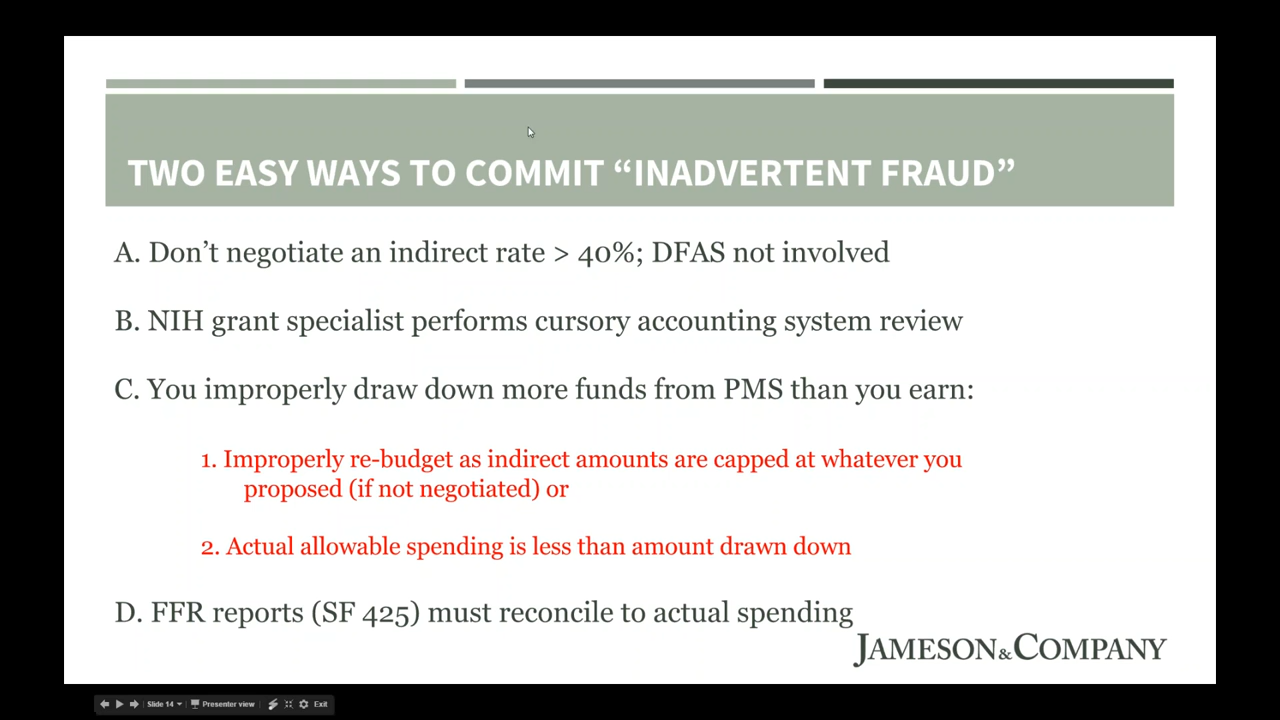 TWO EASY WAYS TO COMMIT “INADVERTENT FRAUD”
A. Don’t negotiate an indirect rate > 40%; DFAS not involved
B. NIH grant specialist performs cursory accounting system review
C. You improperly draw down more funds from PMS than you earn:
1. Improperly re-budget as indirect amounts are capped at whatever you
proposed (if not negotiated) or
2. Actual allowable spending is less than amount drawn down
D. FFR reports (SF 425) must reconcile to actual spending
JAMESON&COMPANY
Slide 14 Presenter view Exit